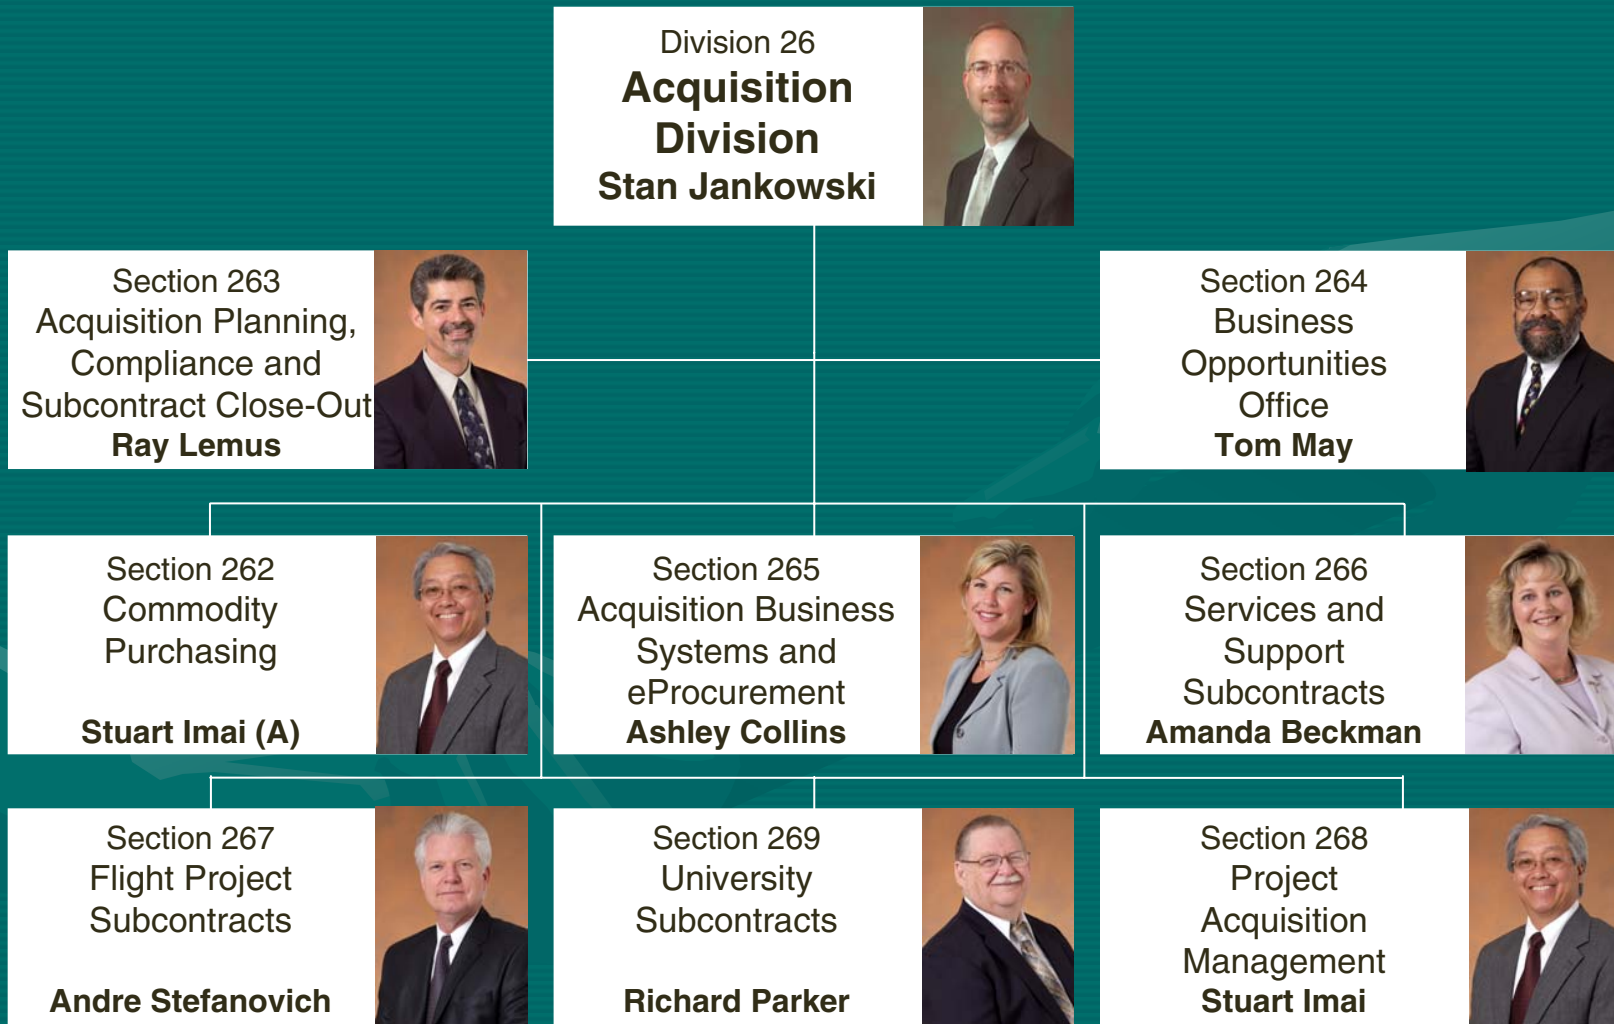 Division 26
Acquisition
Division
Stan Jankowski
Section 263
Acquisition Planning,
Compliance and
Subcontract Close-Out
Ray Lemus
Section 264
Business
Opportunities
Office
Tom May
Section 262
Commodity
Purchasing
Stuart Imai (A)
Section 265
Acquisition Business
Systems and
eProcurement
Ashley Collins
Section 266
Services and
Support
Subcontracts
Amanda Beckman
Section 267
Flight Project
Subcontracts
Andre Stefanovich
Section 269
University
Subcontracts
Richard Parker
Section 268
Project
Acquisition
Management
Stuart Imai